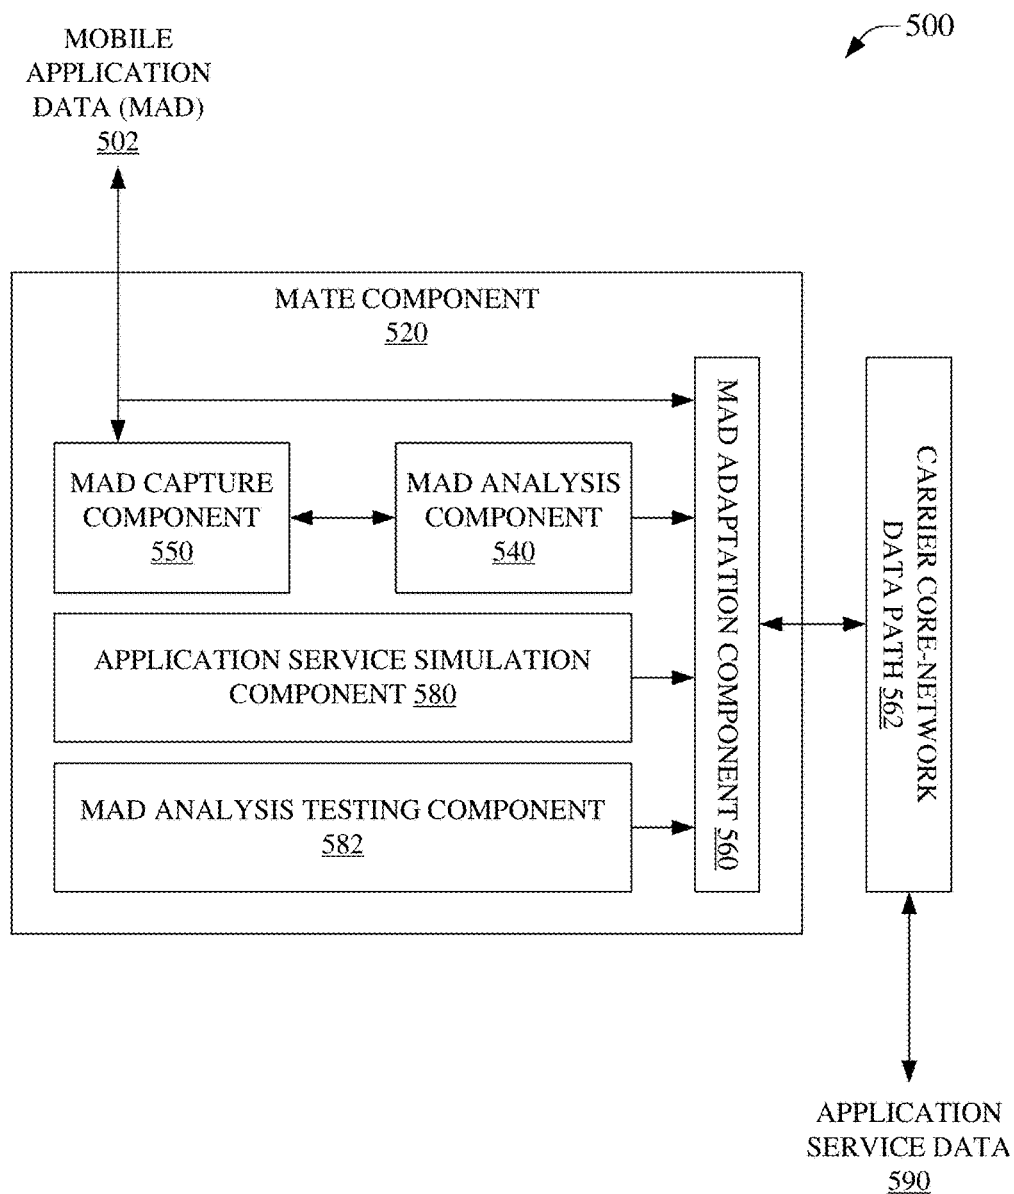 500
MOBILE
APPLICATION
DATA (MAD)
502
MATE COMPONENT
520
MAD CAPTURE
COMPONENT
550
MAD ANALYSIS
COMPONENT
540
APPLICATION SERVICE SIMULATION
COMPONENT 580
MAD ANALYSIS TESTING COMPONENT
582
MAD ADAPTATION COMPONENT 560
CARRIER CORE-NETWORK
DATA PATH 562
APPLICATION
SERVICE DATA
590